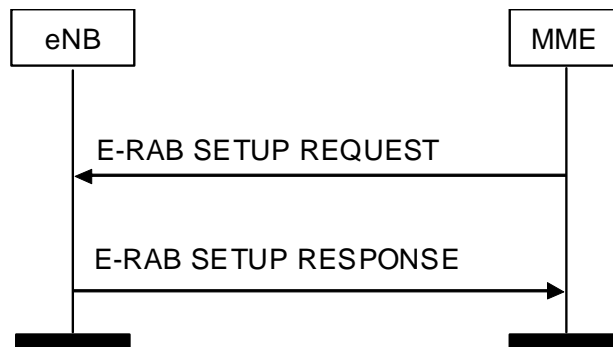 eNB
MME
E-RAB SETUP REQUEST
E-RAB SETUP RESPONSE